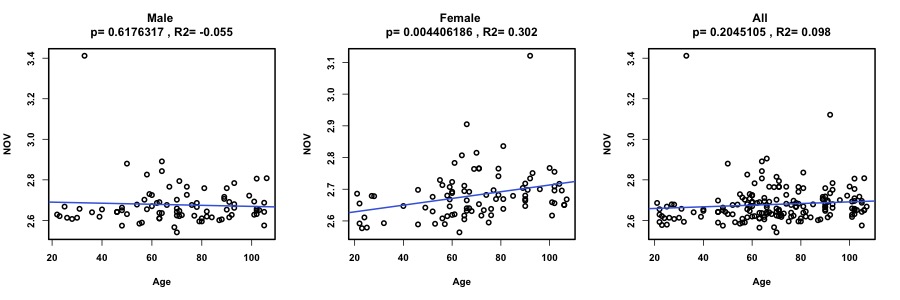 Male
p= 0.6176317 , R2= -0.055
NOV
3.4
3.2
3.0
2.8
2.6
20 40 60 80 100
Age
Female
p= 0.004406186 , R2= 0.302
NOV
3.1
3.0
2.9
2.8
2.7
2.6
20 40 60 80 100
Age
All
p= 0.2045105 , R2= 0.098
NOV
3.4
3.2
3.0
2.8
2.6
20 40 60 80 100
Age